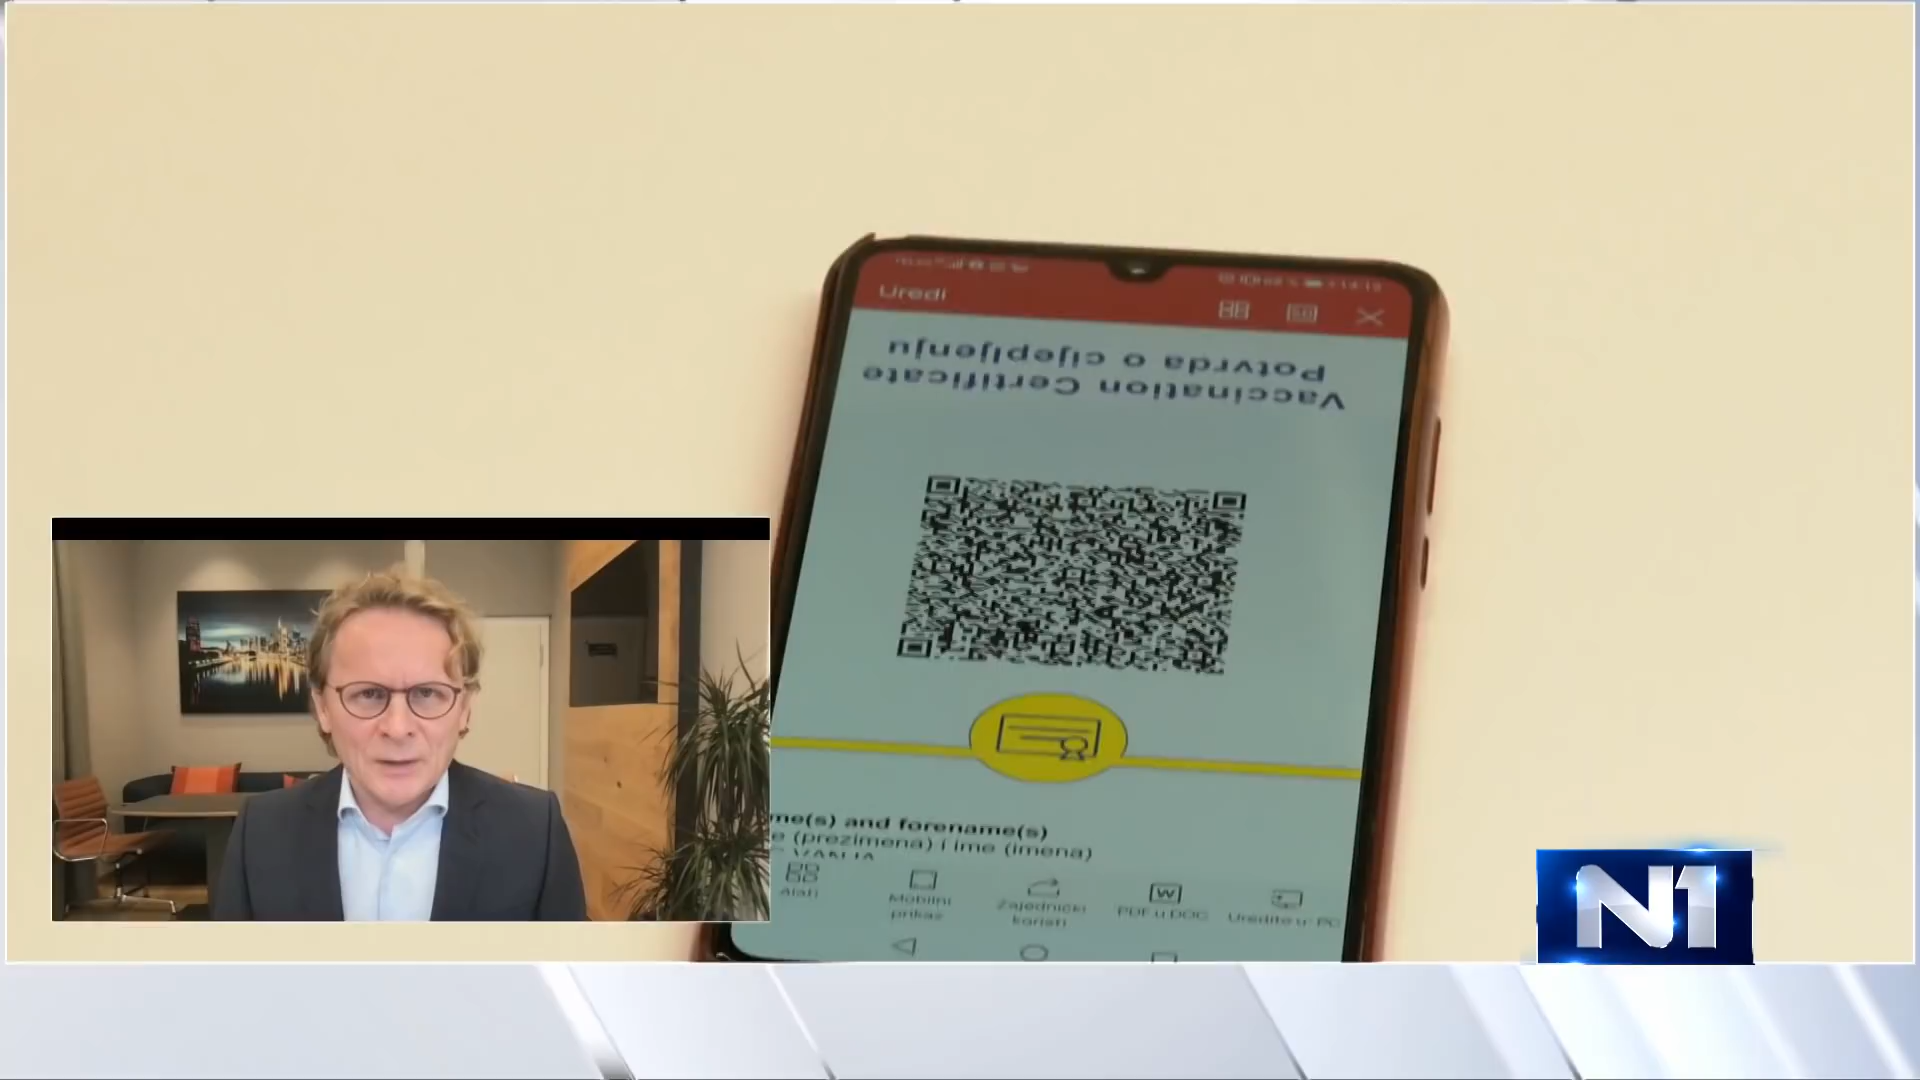 Uredi
Potvrda o cijepljenju
Vaccination Certificate
me(s) and forename(s)
e (prezimena) i ime (imena)
Alati
Mobilni
prikaz
Zajednički
koristi
PDF u DOC
Uredite u PC
N1